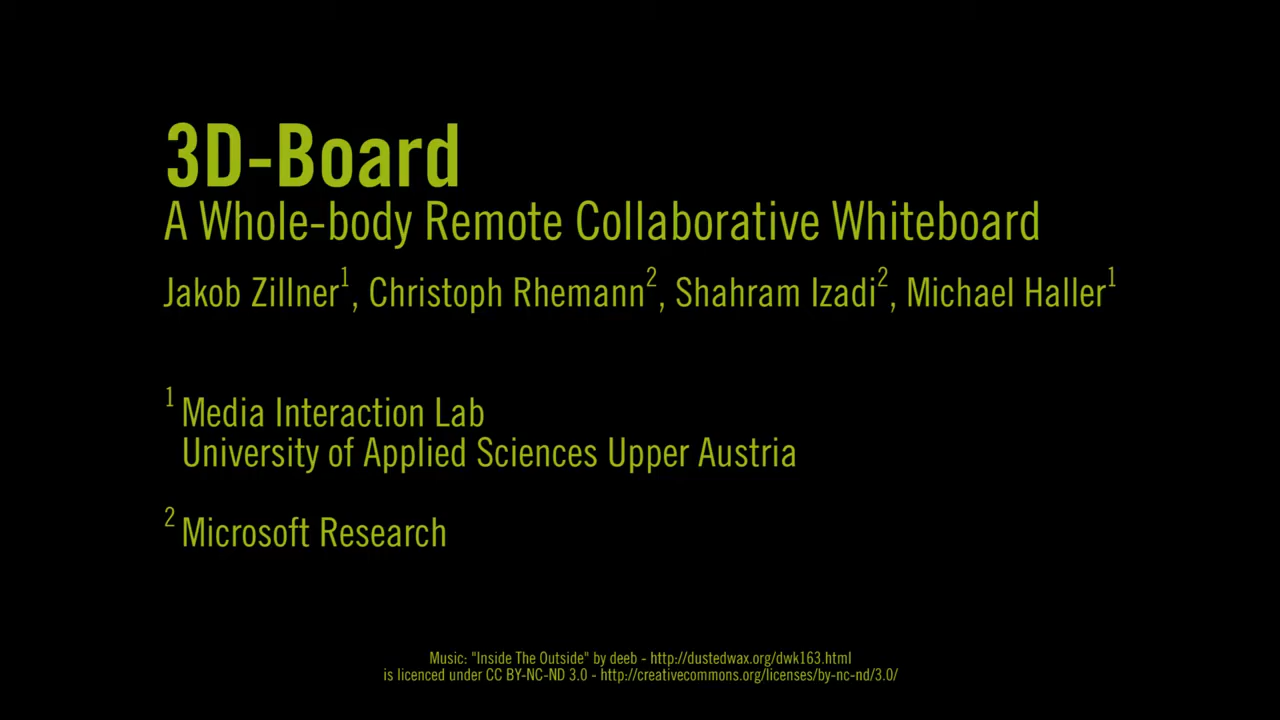 3D-Board
A Whole-body Remote Collaborative Whiteboard
Jakob Zillner¹, Christoph Rhemann², Shahram Izadi², Michael Haller¹
¹ Media Interaction Lab
University of Applied Sciences Upper Austria
² Microsoft Research
Music: "Inside The Outside" by deeb - http://dustedwax.org/dwk163.html
is licenced under CC BY-NC-ND 3.0 - http://creativecommons.org/licenses/by-nc-nd/3.0/